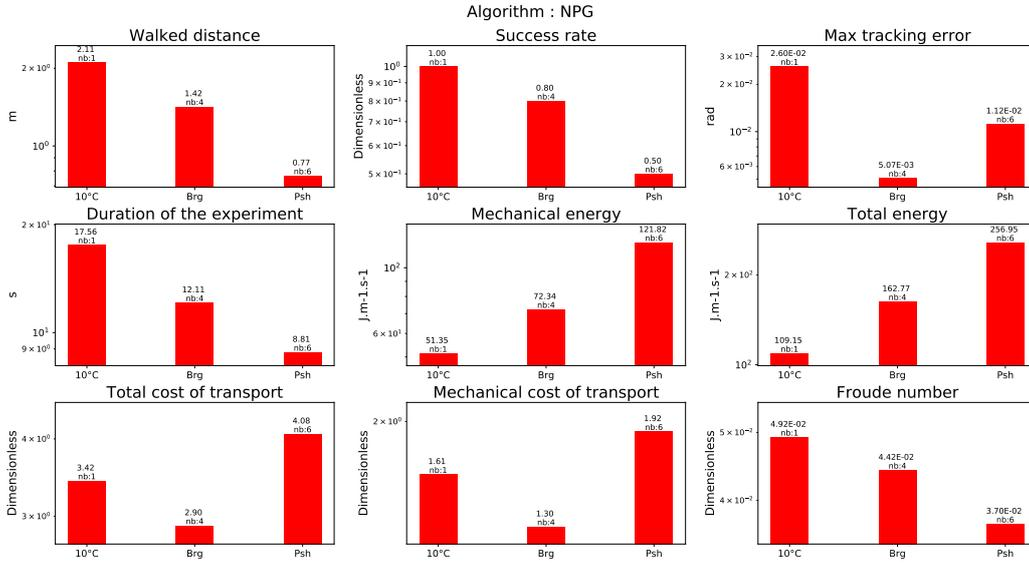 Algorithm : NPG
Walked distance
m
2 × 10⁰
10⁰
2.11
nb:1
1.42
nb:4
0.77
nb:6
10°C Brg Psh
Success rate
Dimensionless
10⁰
9 × 10⁻¹
8 × 10⁻¹
7 × 10⁻¹
6 × 10⁻¹
5 × 10⁻¹
1.00
nb:1
0.80
nb:4
0.50
nb:6
10°C Brg Psh
Max tracking error
rad
3 × 10⁻²
2 × 10⁻²
10⁻²
6 × 10⁻³
2.60E-02
nb:1
5.07E-03
nb:4
1.12E-02
nb:6
10°C Brg Psh
Duration of the experiment
s
2 × 10¹
10¹
9 × 10⁰
17.56
nb:1
12.11
nb:4
8.81
nb:6
10°C Brg Psh
Mechanical energy
J.m-1.s-1
10²
6 × 10¹
51.35
nb:1
72.34
nb:4
121.82
nb:6
10°C Brg Psh
Total energy
J.m-1.s-1
2 × 10²
10²
109.15
nb:1
162.77
nb:4
256.95
nb:6
10°C Brg Psh
Total cost of transport
Dimensionless
4 × 10⁰
3 × 10⁰
3.42
nb:1
2.90
nb:4
4.08
nb:6
10°C Brg Psh
Mechanical cost of transport
Dimensionless
2 × 10⁰
1.61
nb:1
1.30
nb:4
1.92
nb:6
10°C Brg Psh
Froude number
Dimensionless
5 × 10⁻²
4 × 10⁻²
4.92E-02
nb:1
4.42E-02
nb:4
3.70E-02
nb:6
10°C Brg Psh